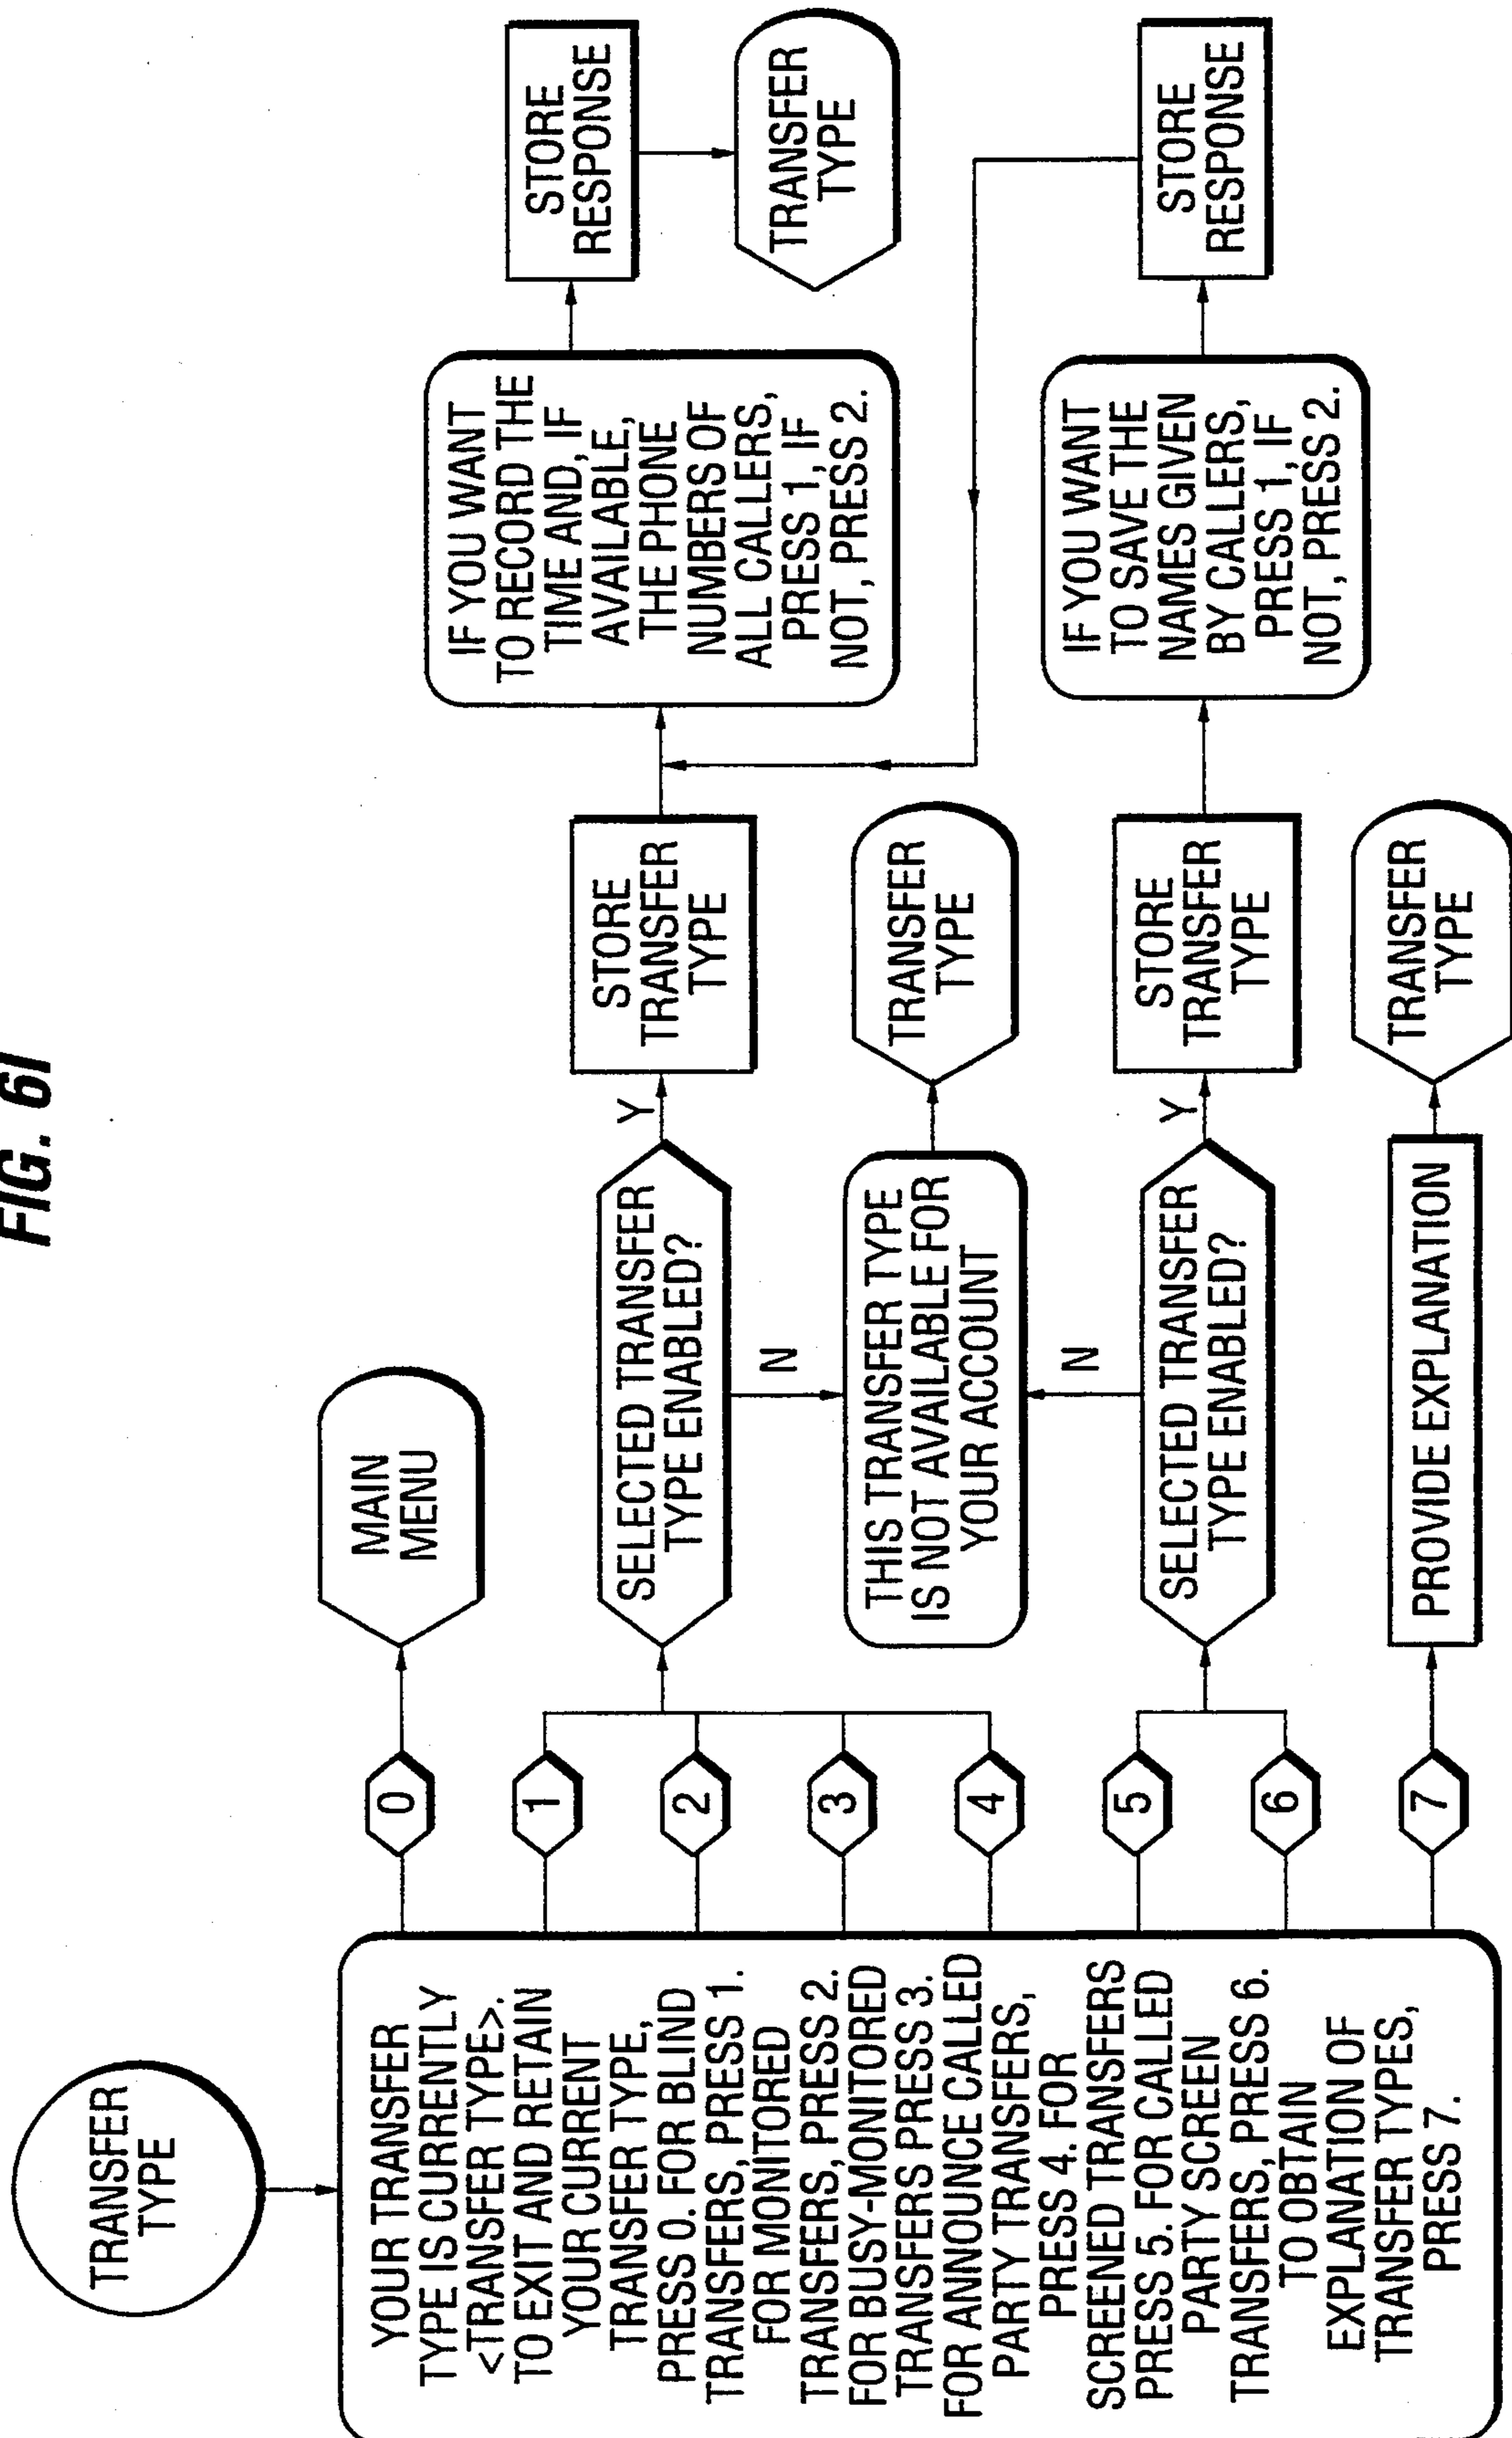 FIG. 6I
TRANSFER
TYPE
YOUR TRANSFER
TYPE IS CURRENTLY
<TRANSFER TYPE>.
TO EXIT AND RETAIN
YOUR CURRENT
TRANSFER TYPE,
PRESS 0. FOR BLIND
TRANSFERS, PRESS 1.
FOR MONITORED
TRANSFERS, PRESS 2.
FOR BUSY-MONITORED
TRANSFERS PRESS 3.
FOR ANNOUNCE CALLED
PARTY TRANSFERS,
PRESS 4. FOR
SCREENED TRANSFERS
PRESS 5. FOR CALLED
PARTY SCREEN
TRANSFERS, PRESS 6.
TO OBTAIN
EXPLANATION OF
TRANSFER TYPES,
PRESS 7.
0
MAIN
MENU
1
2
3
4
SELECTED TRANSFER
TYPE ENABLED?
Y
STORE
TRANSFER
TYPE
IF YOU WANT
TO RECORD THE
TIME AND, IF
AVAILABLE,
THE PHONE
NUMBERS OF
ALL CALLERS,
PRESS 1, IF
NOT, PRESS 2.
STORE
RESPONSE
TRANSFER
TYPE
N
THIS TRANSFER TYPE
IS NOT AVAILABLE FOR
YOUR ACCOUNT
TRANSFER
TYPE
N
5
6
SELECTED TRANSFER
TYPE ENABLED?
Y
STORE
TRANSFER
TYPE
IF YOU WANT
TO SAVE THE
NAMES GIVEN
BY CALLERS,
PRESS 1, IF
NOT, PRESS 2.
STORE
RESPONSE
7
PROVIDE EXPLANATION
TRANSFER
TYPE